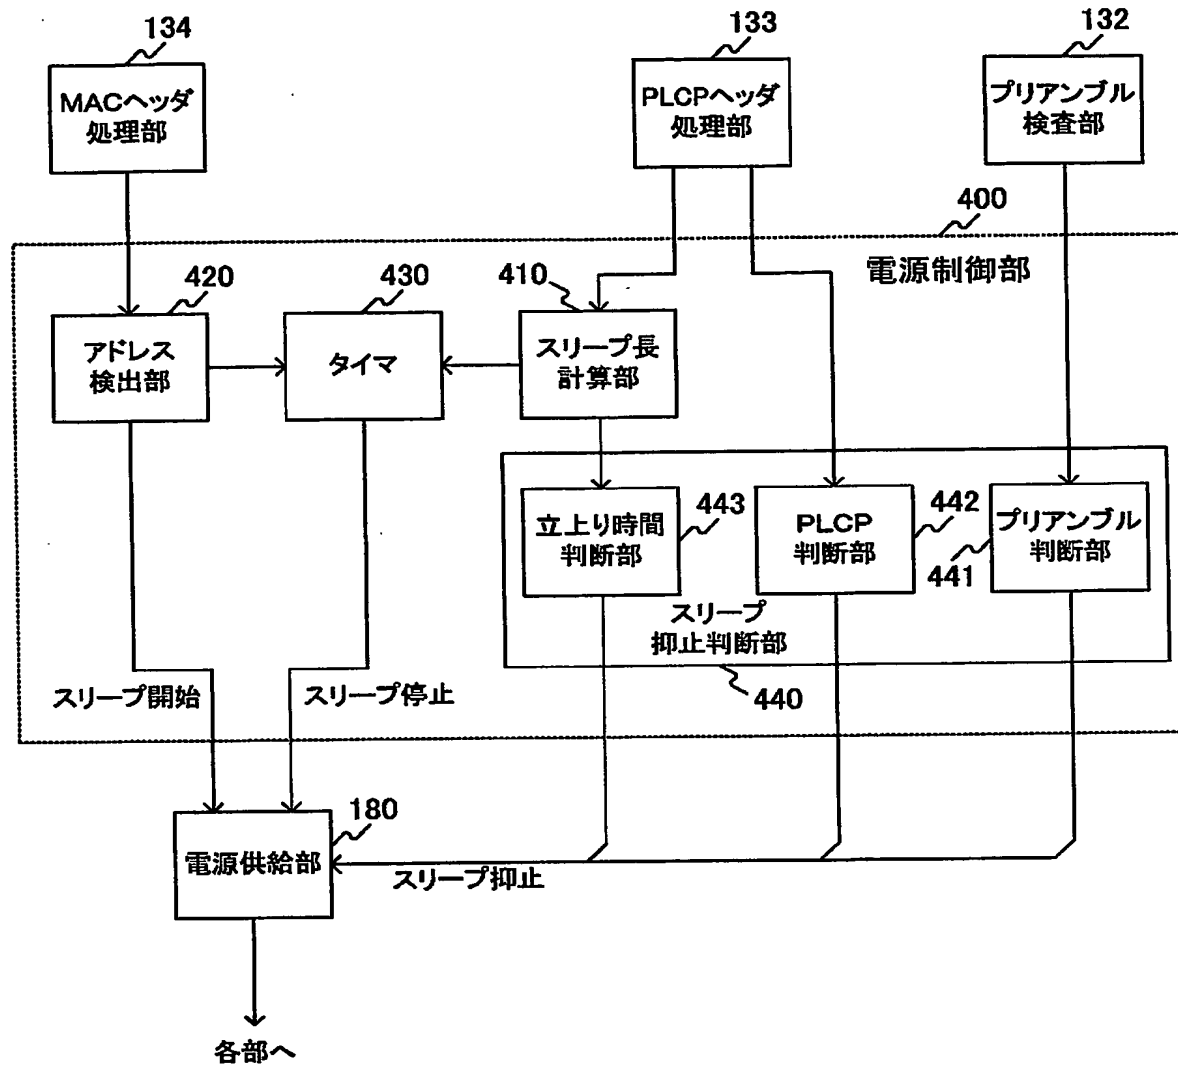 134
133
132
MACヘッダ
処理部
PLCPヘッダ
処理部
プリアンブル
検査部
400
電源制御部
420
430
410
アドレス
検出部
タイマ
スリープ長
計算部
立上り時間
判断部
443
PLCP
判断部
442
プリアンブル
判断部
441
スリープ
抑止判断部
440
スリープ開始
スリープ停止
180
電源供給部
スリープ抑止
各部へ